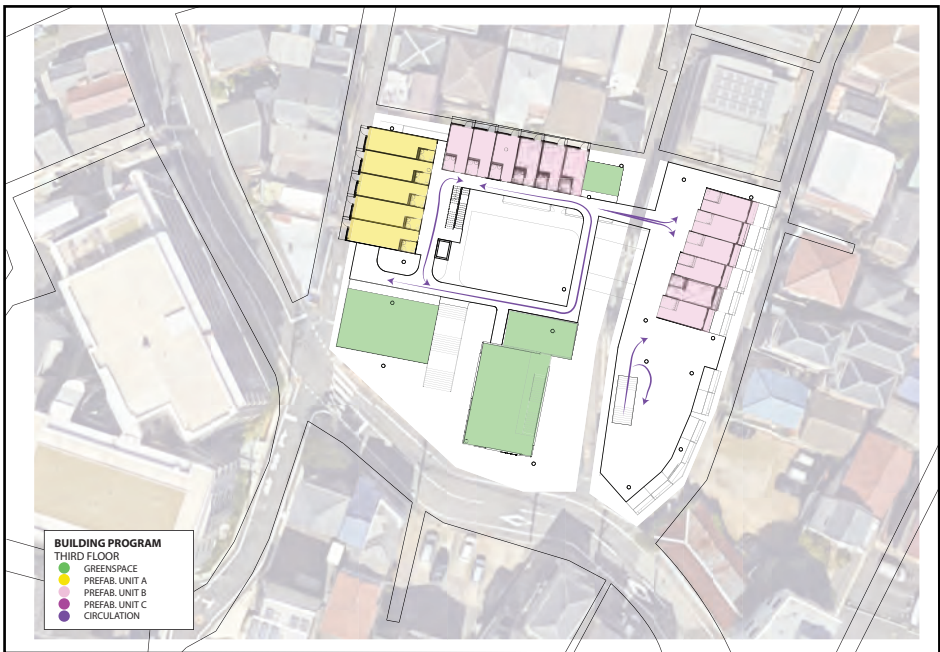 BUILDING PROGRAM
THIRD FLOOR
GREENSPACE
PREFAB. UNIT A
PREFAB. UNIT B
PREFAB. UNIT C
CIRCULATION